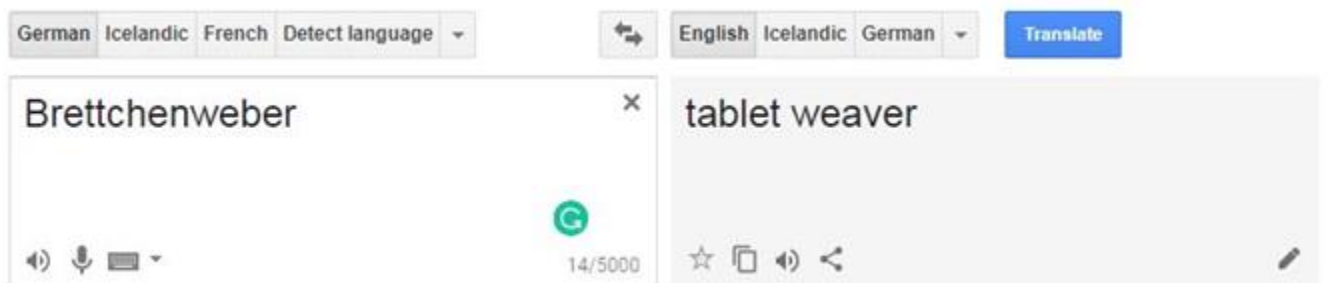 German Icelandic French Detect language English Icelandic German Translate
Brettchenweber tablet weaver
14/5000